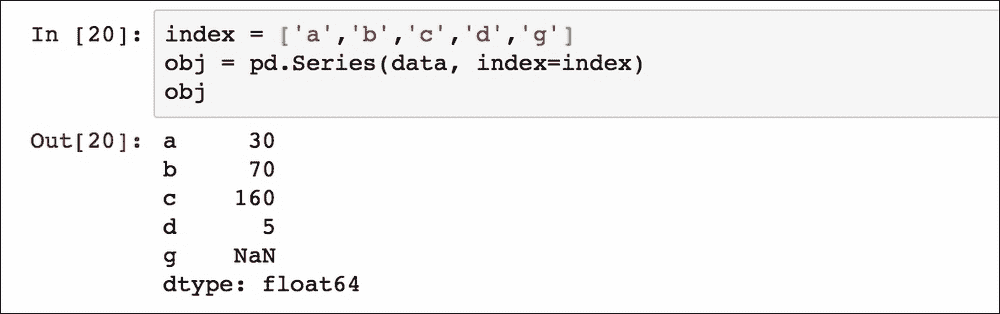 In [20]: index = ['a','b','c','d','g']
obj = pd.Series(data, index=index)
obj
Out[20]: a 30
b 70
c 160
d 5
g NaN
dtype: float64